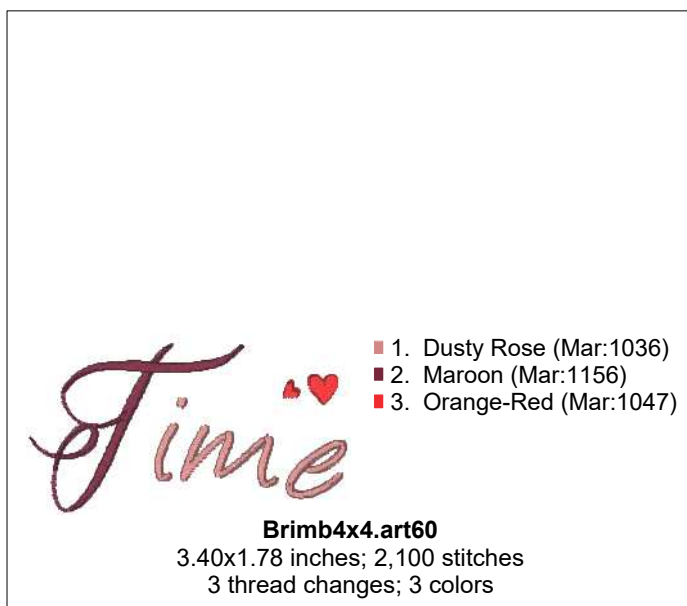 Time
1. Dusty Rose (Mar:1036)
2. Maroon (Mar:1156)
3. Orange-Red (Mar:1047)
Brimb4x4.art60
3.40x1.78 inches; 2,100 stitches
3 thread changes; 3 colors